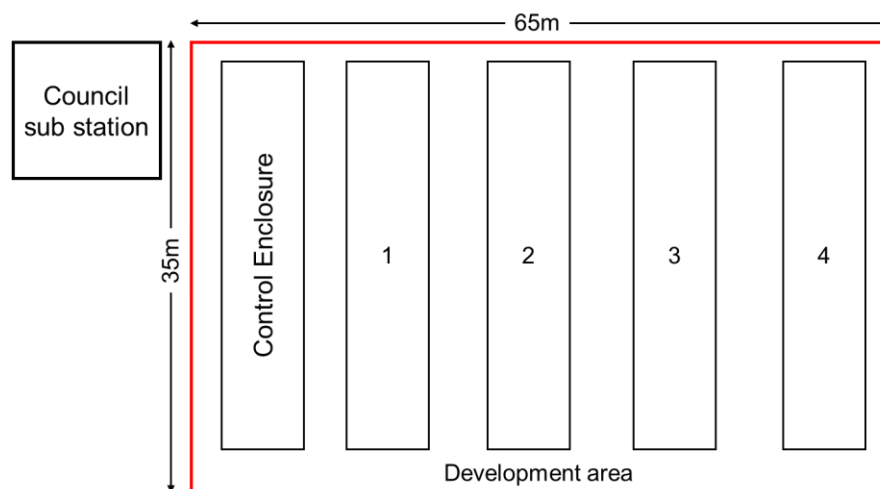 65m
Council
sub station
35m
Control Enclosure
1
2
3
4
Development area